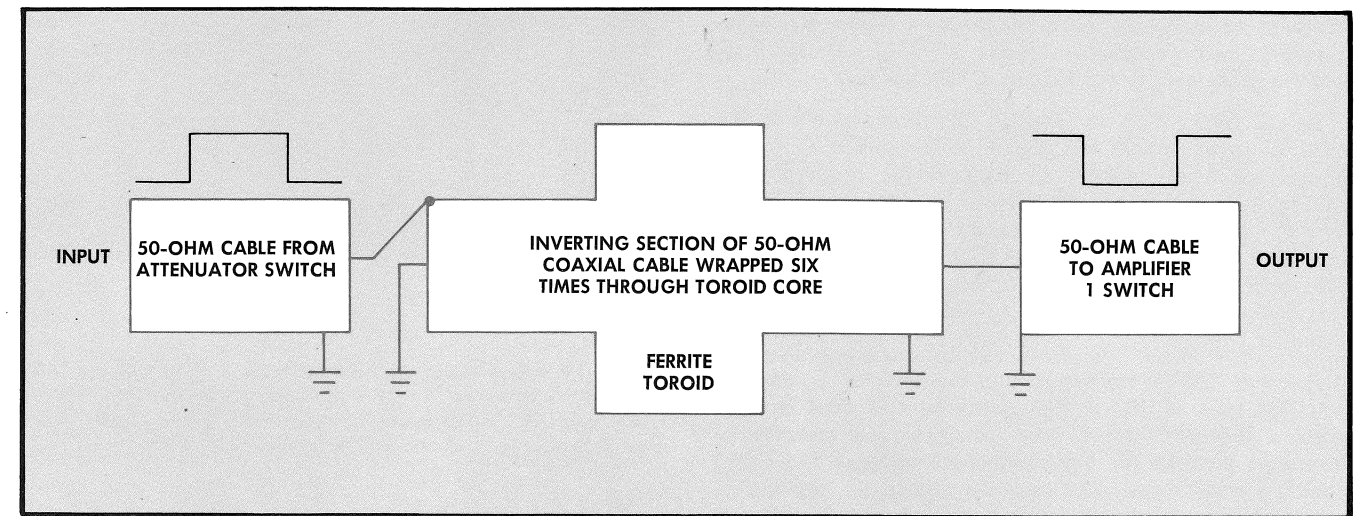 INPUT
50-OHM CABLE FROM
ATTENUATOR SWITCH
INVERTING SECTION OF 50-OHM
COAXIAL CABLE WRAPPED SIX
TIMES THROUGH TOROID CORE
FERRITE
TOROID
50-OHM CABLE
TO AMPLIFIER
1 SWITCH
OUTPUT